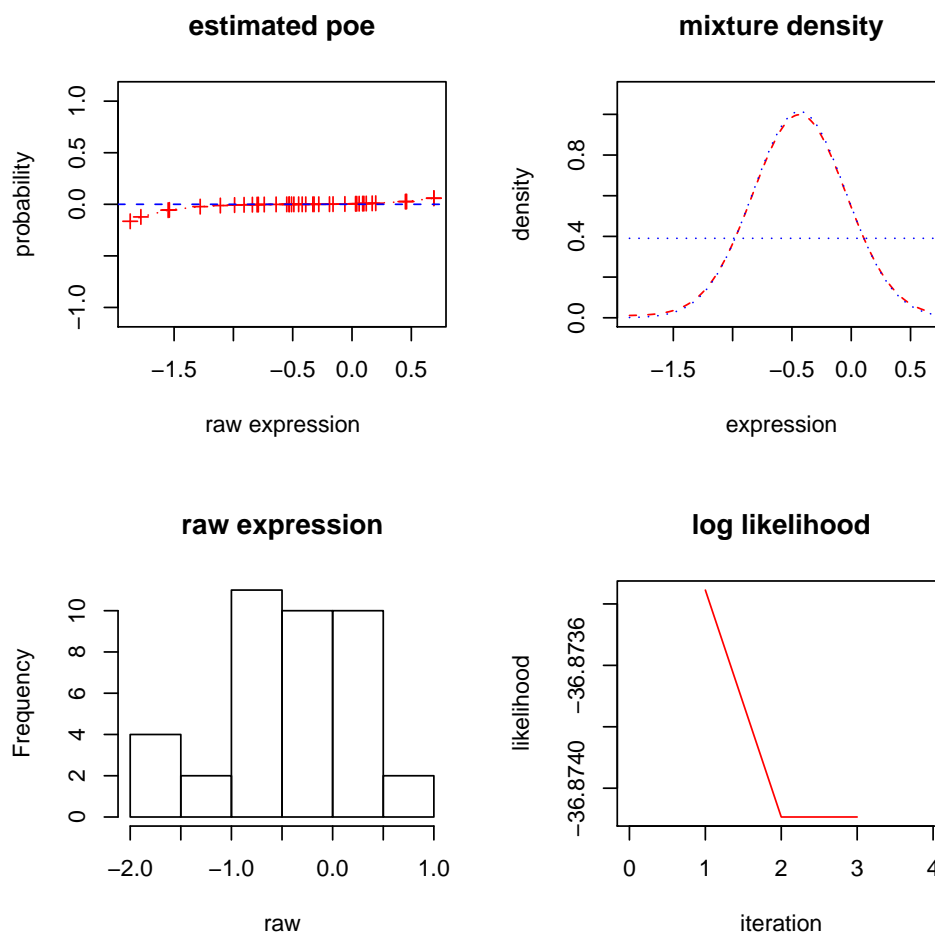 estimated poe
probability
1.0
0.5
0.0
−1.0
−1.5
−0.5
0.0
0.5
raw expression
mixture density
density
0.8
0.4
0.0
−1.5
−0.5
0.0
0.5
expression
raw expression
Frequency
10
8
6
4
2
0
−2.0
−1.0
0.0
1.0
raw
log likelihood
likelihood
−36.8736
−36.8740
0
1
2
3
4
iteration